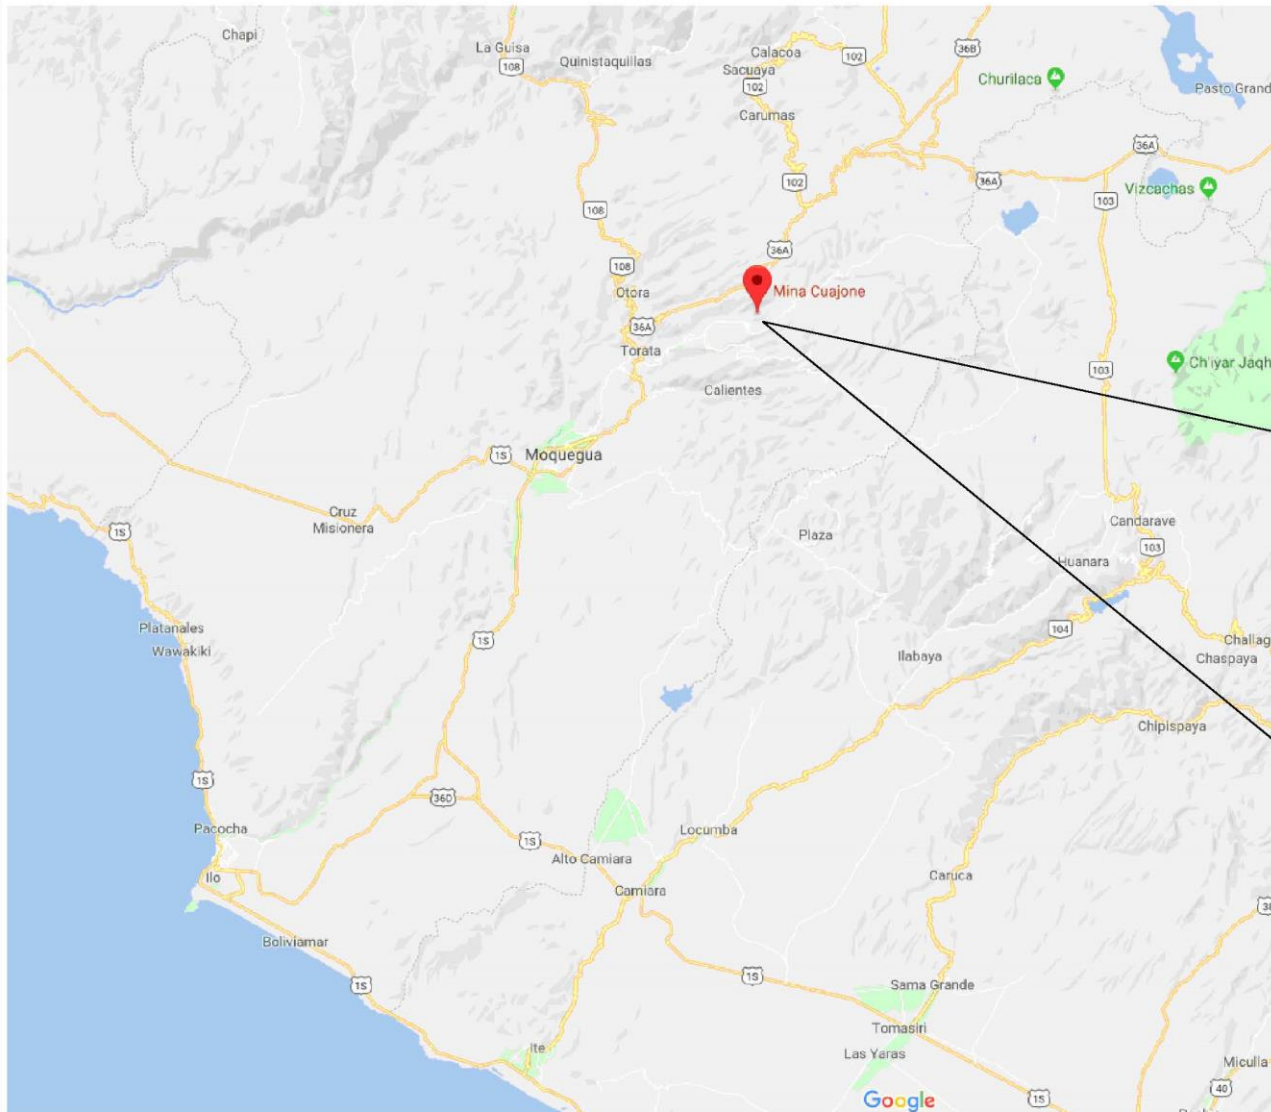 Chapi
La Guisa
108
Quinistaquillas
Calacoa
102
36B
Sacuaya
102
Churilaca
Pasto Grand
Carumas
36A
102
36A
Vizcachas
103
108
36A
108
Otora
Mina Cuajone
36A
Torata
Ch'iyar Jaqh
103
Calientes
1S
Moquegua
Cruz
Misionera
1S
Candarave
Plaza
103
Huanara
Platanales
104
1S
Challag
Wawakiki
Ilabaya
Chaspaya
Chipispaya
1S
36D
Pacocha
Locumba
1S
Alto Camiara
Ilo
Camiara
Caruca
38
Boliviamar
1S
1S
Sama Grande
Tomasiri
Ite
Las Yaras
Miculla
40
Google
1S